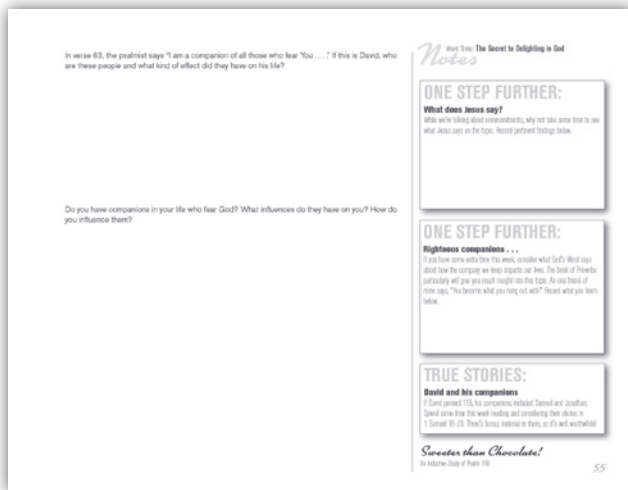 In verse 63, the psalmist says "I am a companion of all those who fear You . . . ." If this is David, who
are these people and what kind of effect did they have on his life?
Do you have companions in your life who fear God? What influences do they have on you? How do
you influence them?
Notes
Week Three: The Secret to Delighting in God
ONE STEP FURTHER:
What does Jesus say?
While we're talking about commandments, why not take some time to see
what Jesus says on the topic. Record pertinent findings below.
ONE STEP FURTHER:
Righteous companions . . .
If you have some extra time this week, consider what God's Word says
about how the company we keep impacts our lives. The book of Proverbs
particularly will give you much insight into this topic. As one friend of
mine says, "You become what you hang out with!" Record what you learn
below.
TRUE STORIES:
David and his companions
If David penned 119, his companions included Samuel and Jonathan.
Spend some time this week reading and considering their stories in
1 Samuel 16-20. There's bonus material in there, so it's well worthwhile!
Sweeter than Chocolate!
An Inductive Study of Psalm 119
55